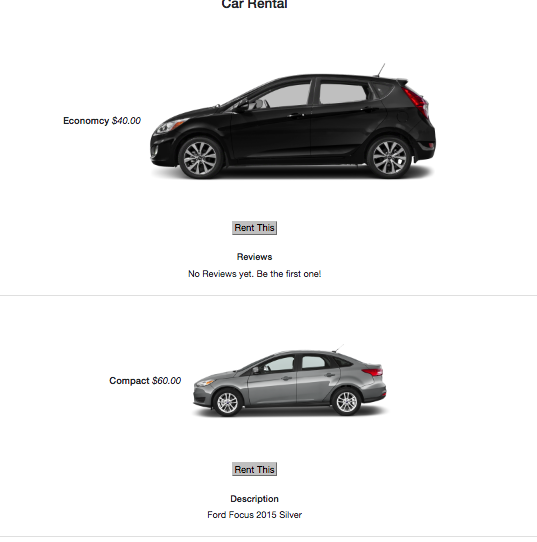 Car Rental
Economcy $40.00
Rent This
Reviews
No Reviews yet. Be the first one!
Compact $60.00
Rent This
Description
Ford Focus 2015 Silver